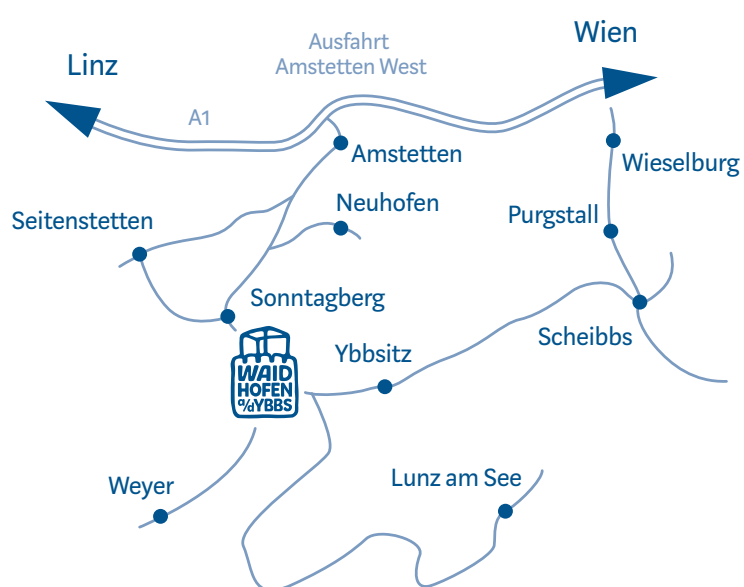 Wien
Ausfahrt
Amstetten West
Linz
A1
Amstetten
Wieselburg
Neuhofen
Purgstall
Seitenstetten
Sonntagberg
Scheibbs
Ybbsitz
WAID
HOFEN
a/d YBBS
Weyer
Lunz am See